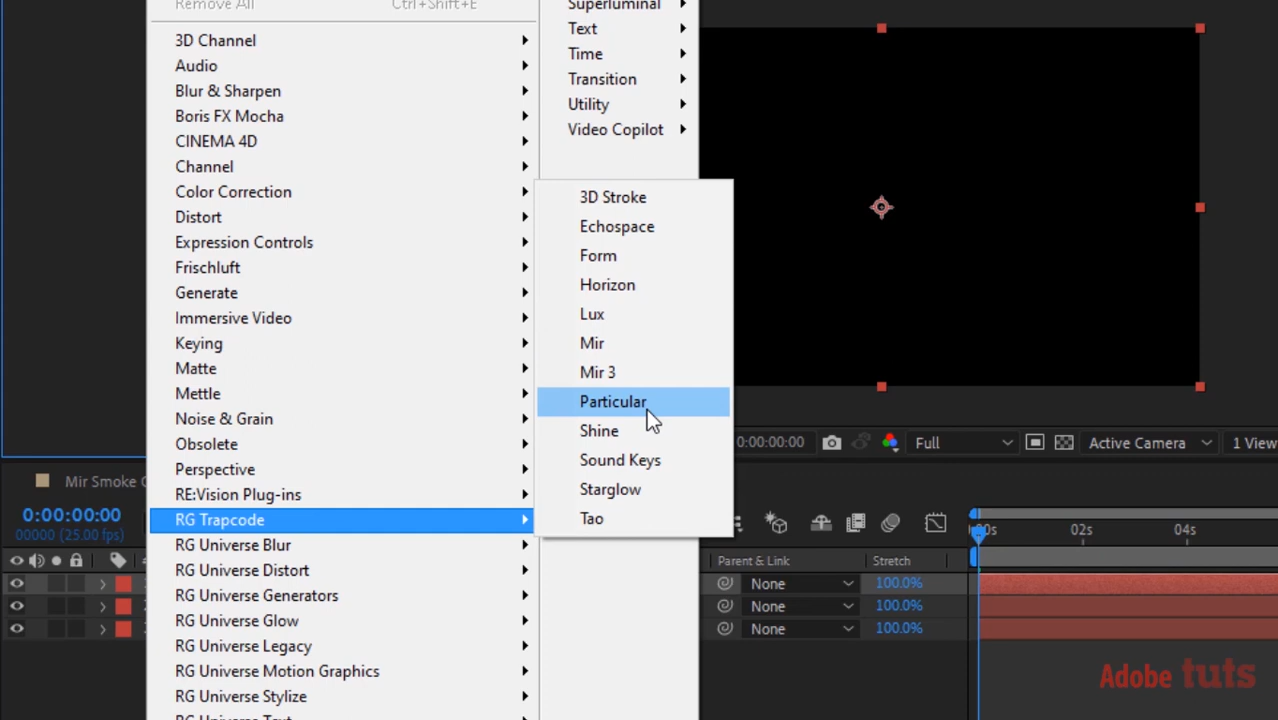 Remove All Ctrl+Shift+E
3D Channel
Audio
Blur & Sharpen
Boris FX Mocha
CINEMA 4D
Channel
Color Correction
Distort
Expression Controls
Frischluft
Generate
Immersive Video
Keying
Matte
Mettle
Noise & Grain
Obsolete
Perspective
RE:Vision Plug-ins
RG Trapcode
RG Universe Blur
RG Universe Distort
RG Universe Generators
RG Universe Glow
RG Universe Legacy
RG Universe Motion Graphics
RG Universe Stylize
RG Universe Text
Superluminal
Text
Time
Transition
Utility
Video Copilot
3D Stroke
Echospace
Form
Horizon
Lux
Mir
Mir 3
Particular
Shine
Sound Keys
Starglow
Tao
0:00:00:00 Full Active Camera 1 View
Mir Smoke
0:00:00:00
00000 (25.00 fps)
00s 02s 04s
Parent & Link Stretch
None 100.0%
None 100.0%
None 100.0%
Adobe tuts